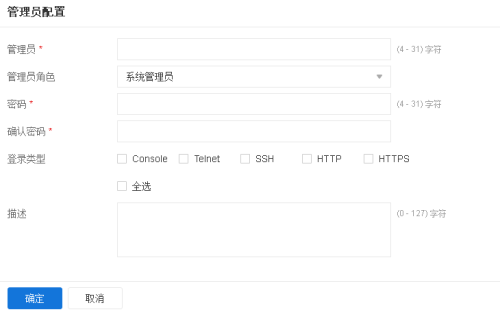 管理员配置
管理员 * (4 - 31) 字符
管理员角色 系统管理员
密码 * (4 - 31) 字符
确认密码 *
登录类型 Console Telnet SSH HTTP HTTPS
全选
描述 (0 - 127) 字符
确定 取消